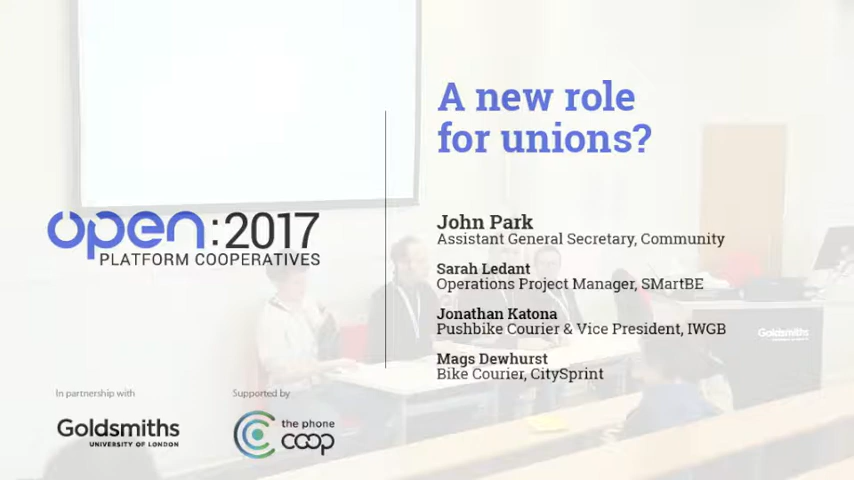 A new role
for unions?
open:2017
PLATFORM COOPERATIVES
John Park
Assistant General Secretary, Community
Sarah Ledant
Operations Project Manager, SMartBE
Jonathan Katona
Pushbike Courier & Vice President, IWGB
Mags Dewhurst
Bike Courier, CitySprint
In partnership with
Goldsmiths
UNIVERSITY OF LONDON
Supported by
the phone
coop
Goldsmiths